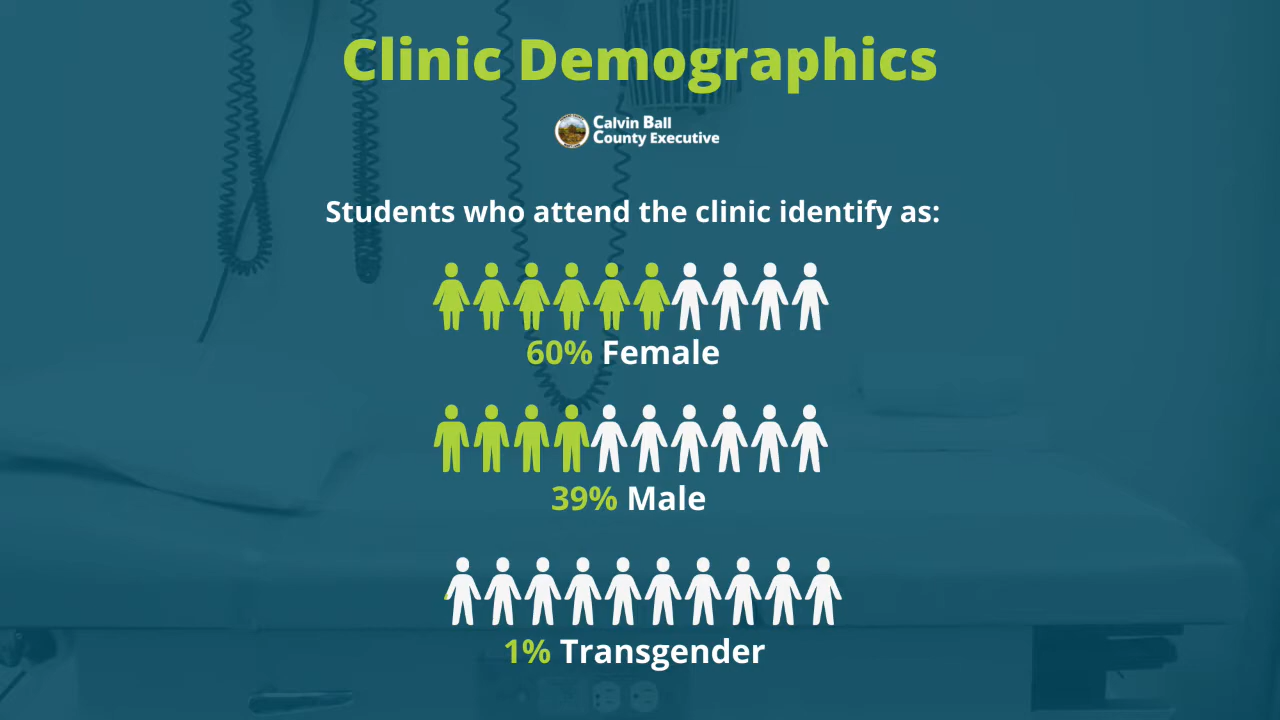 Clinic Demographics
Calvin Ball
County Executive
Students who attend the clinic identify as:
60% Female
39% Male
1% Transgender